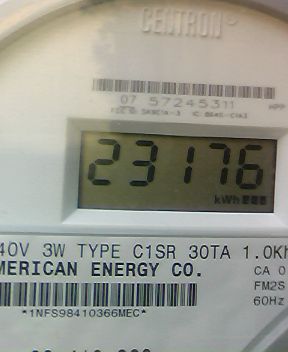 CENTRON
07 57245311
23176
kWh
40V 3W TYPE C1SR 30TA 1.0Kh
MERICAN ENERGY CO.
CA 0
FM2S
60Hz
*1NFS98410366MEC*